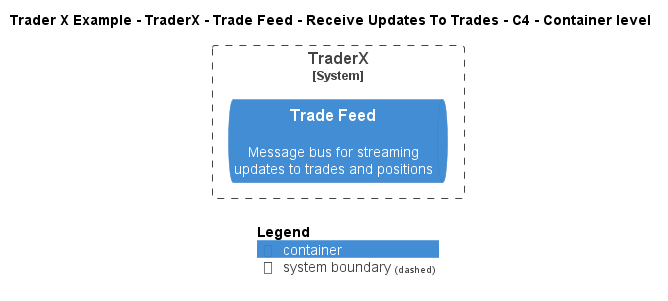 Trader X Example - TraderX - Trade Feed - Receive Updates To Trades - C4 - Container level
TraderX
[System]
Trade Feed
Message bus for streaming
updates to trades and positions
Legend
container
system boundary (dashed)